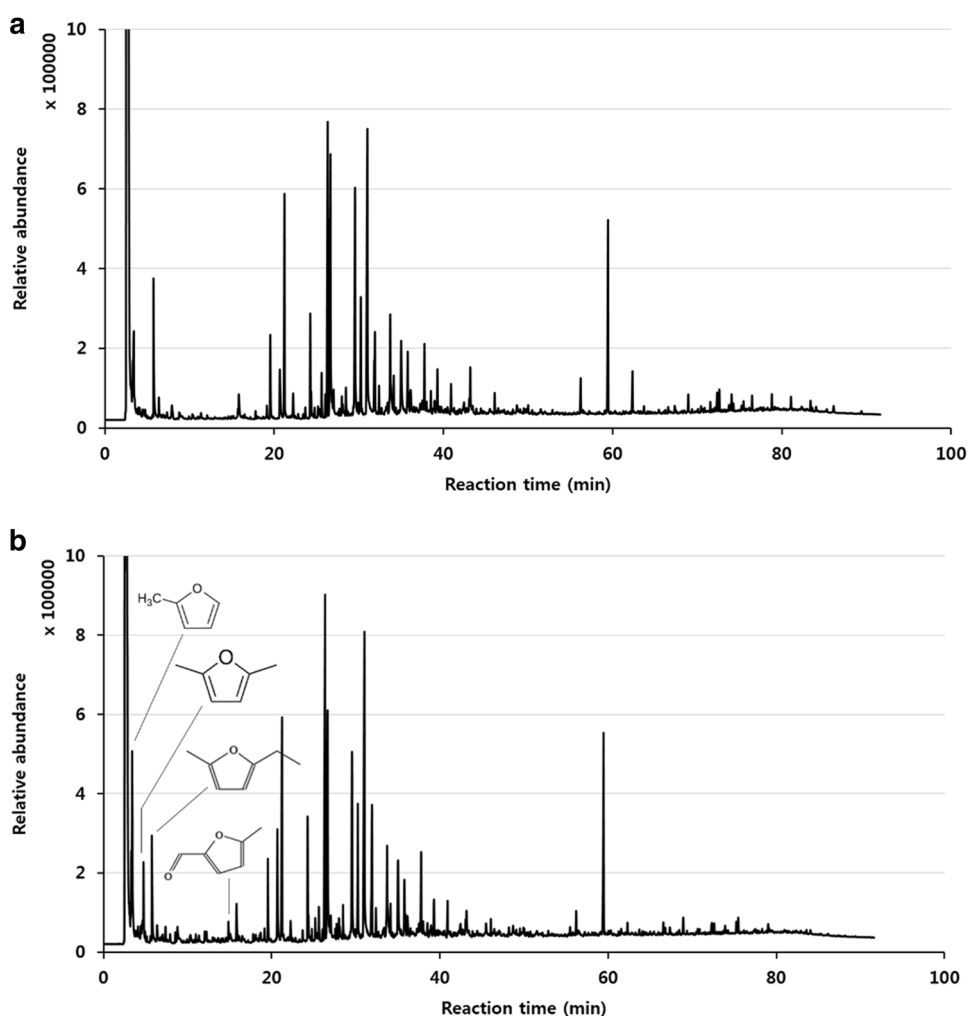 a
x 100000
Relative abundance
10
8
6
4
2
0
0 20 40 60 80 100
Reaction time (min)
b
x 100000
Relative abundance
10
8
6
4
2
0
H₃C O
O
O
O
O
0 20 40 60 80 100
Reaction time (min)